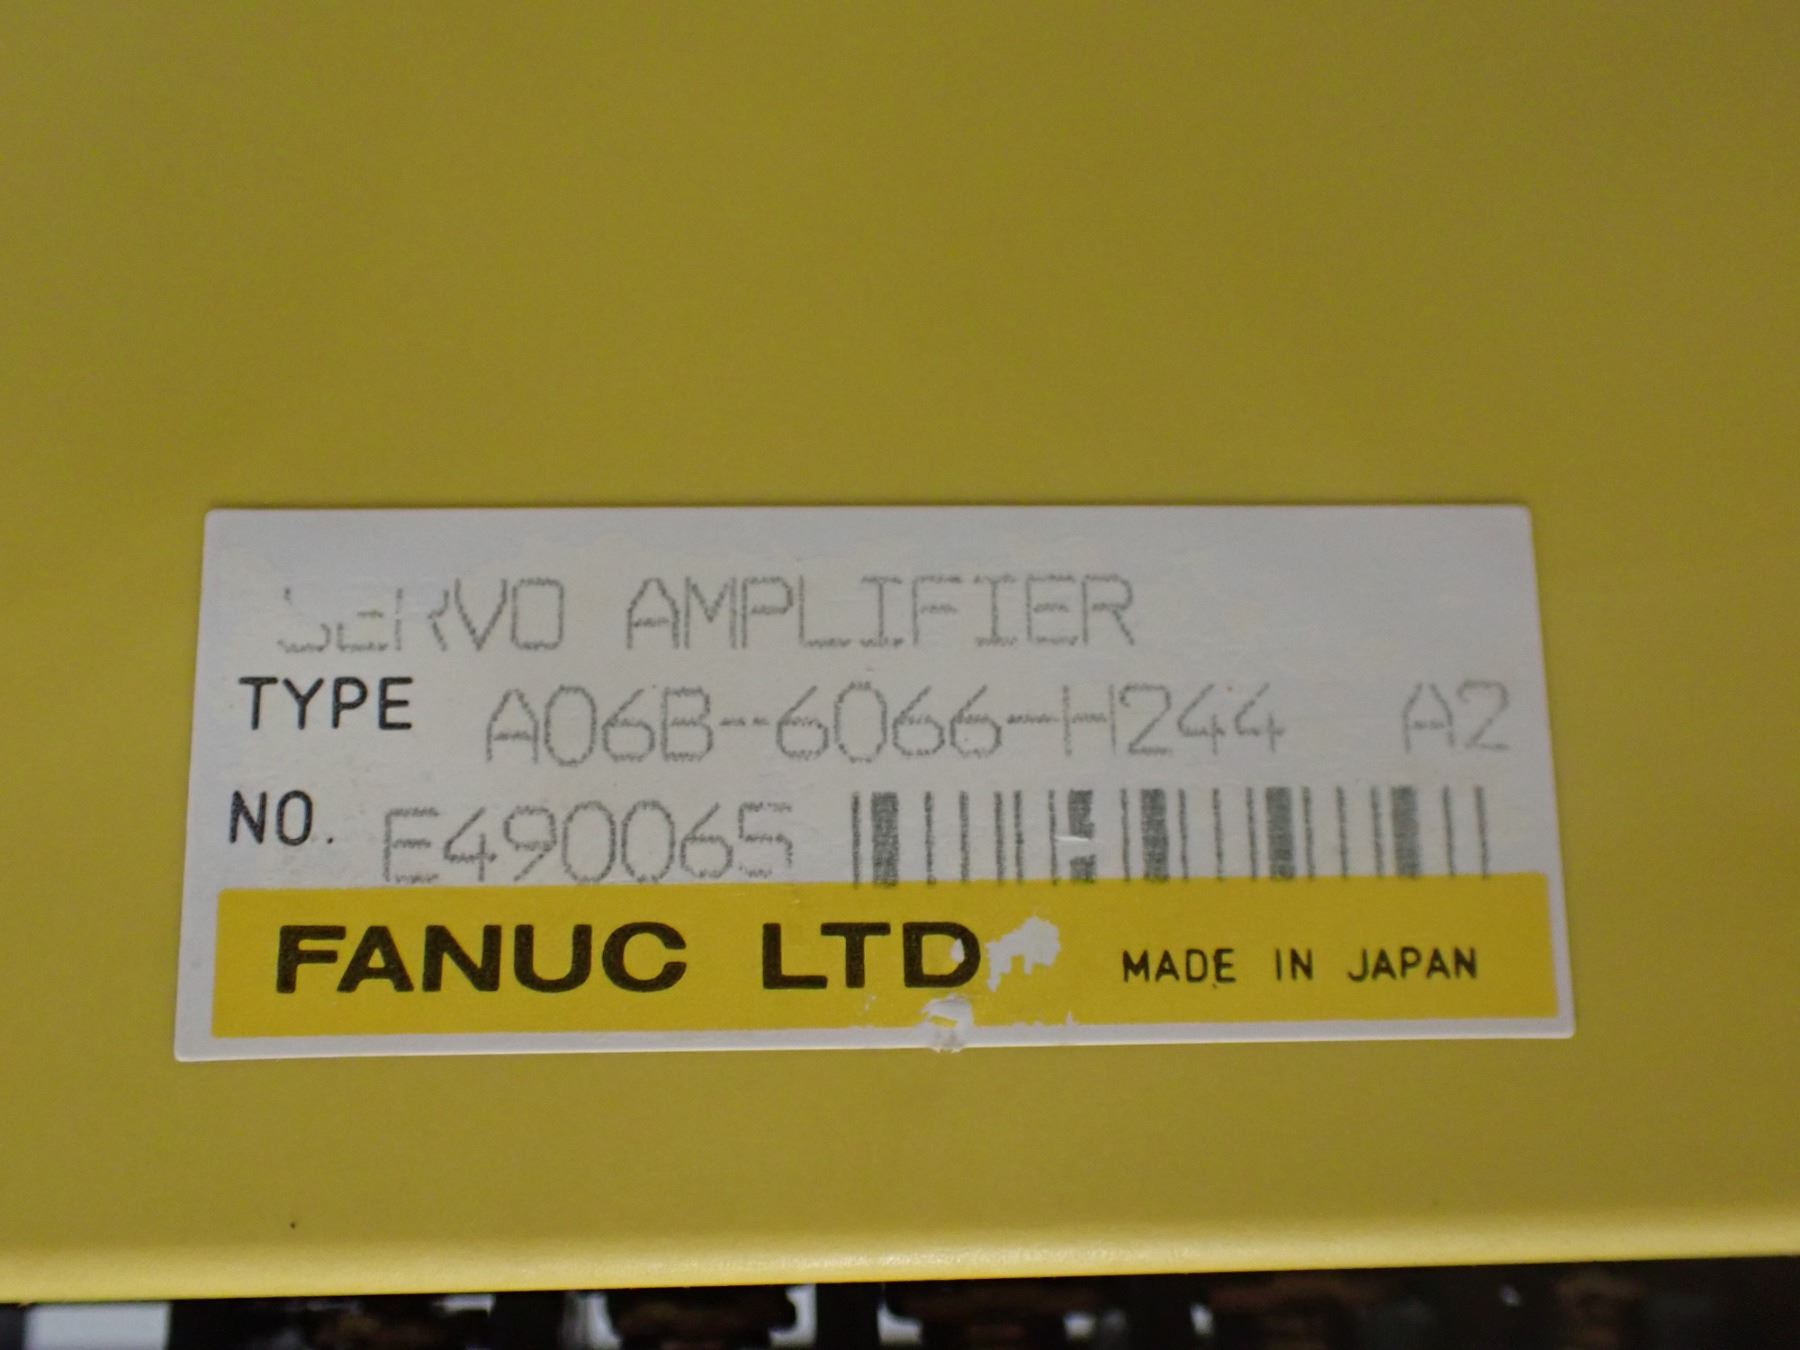 SERVO AMPLIFIER
TYPE A06B-6066-H244 A2
NO. E490065
FANUC LTD MADE IN JAPAN